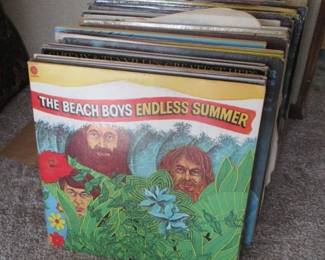 THE BEACH BOYS ENDLESS SUMMER